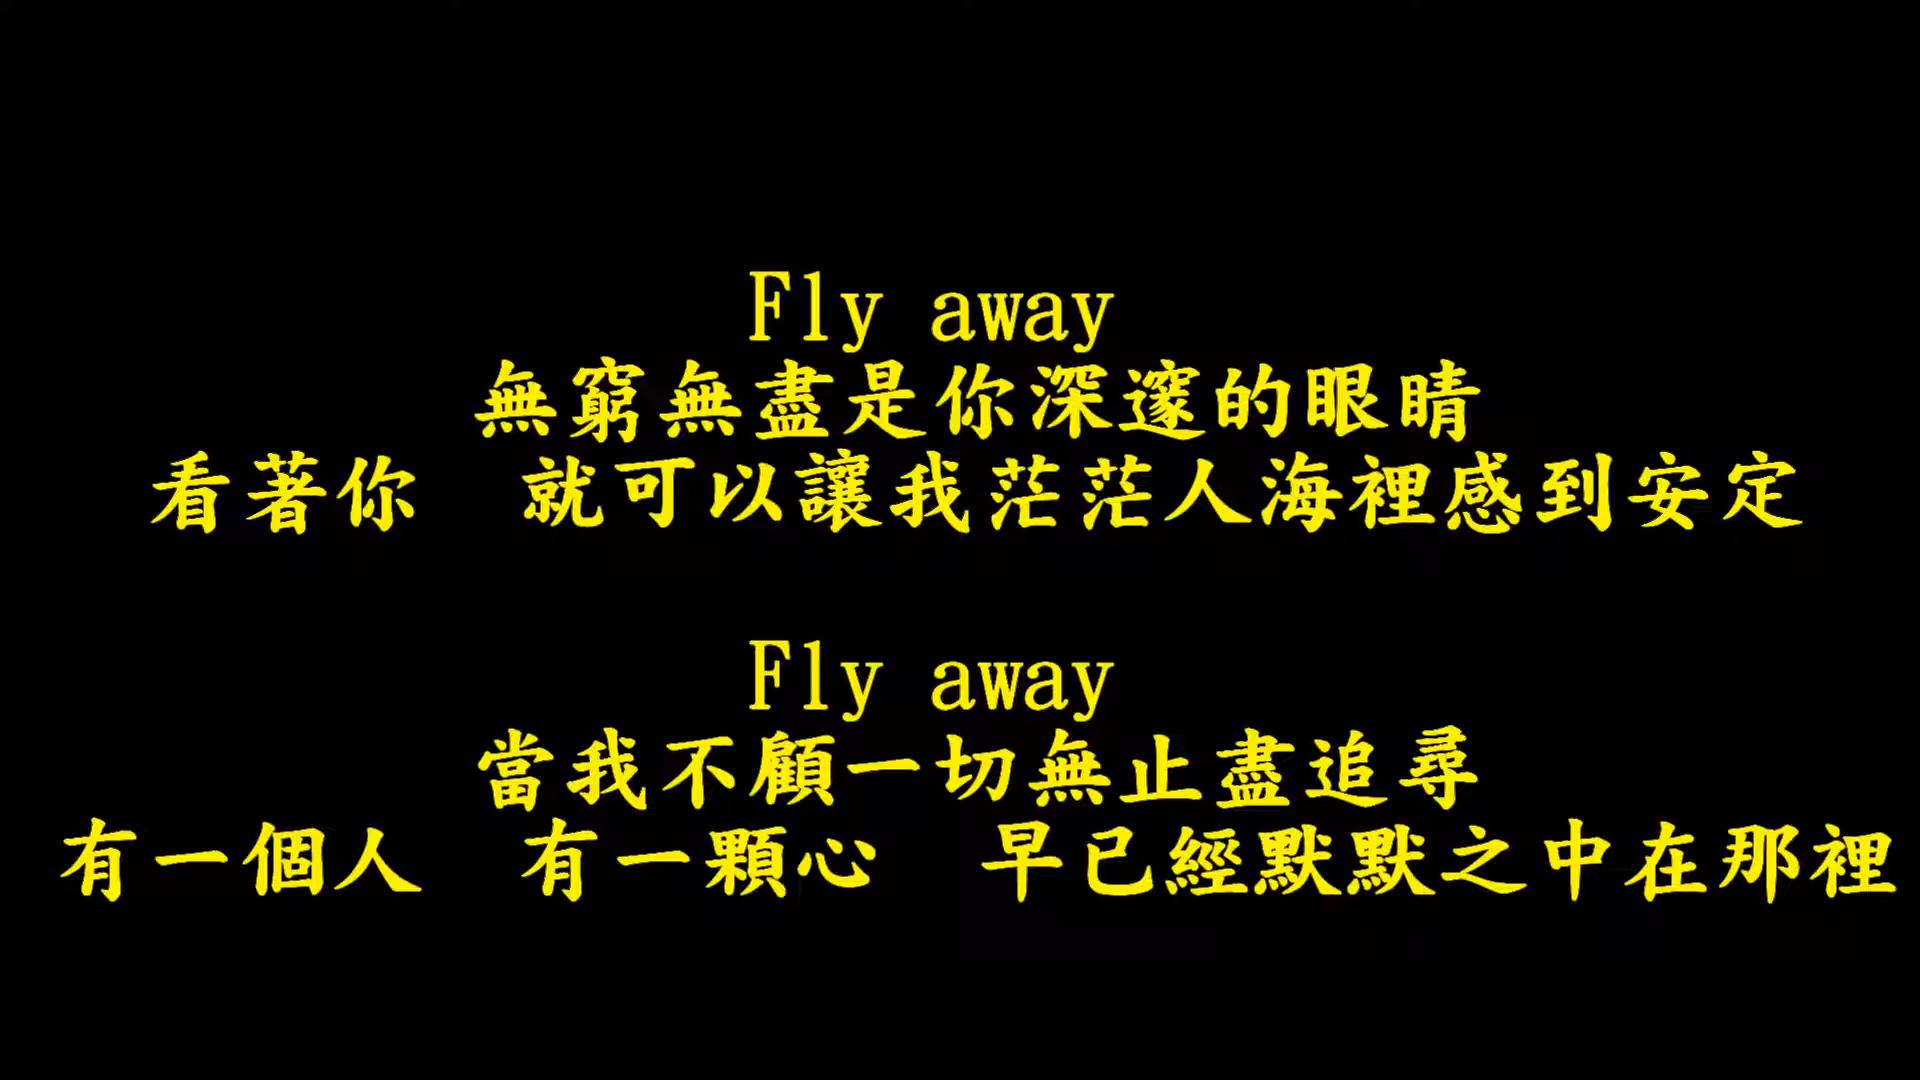 Fly away
無窮無盡是你深邃的眼睛
看著你　就可以讓我茫茫人海裡感到安定
Fly away
當我不顧一切無止盡追尋
有一個人　有一顆心　早已經默默之中在那裡